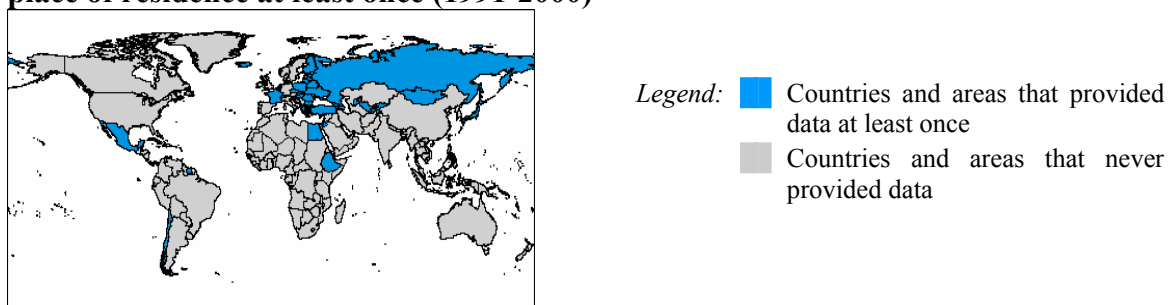 place of residence at least once (1991-2000)
Legend: Countries and areas that provided
data at least once
Countries and areas that never
provided data